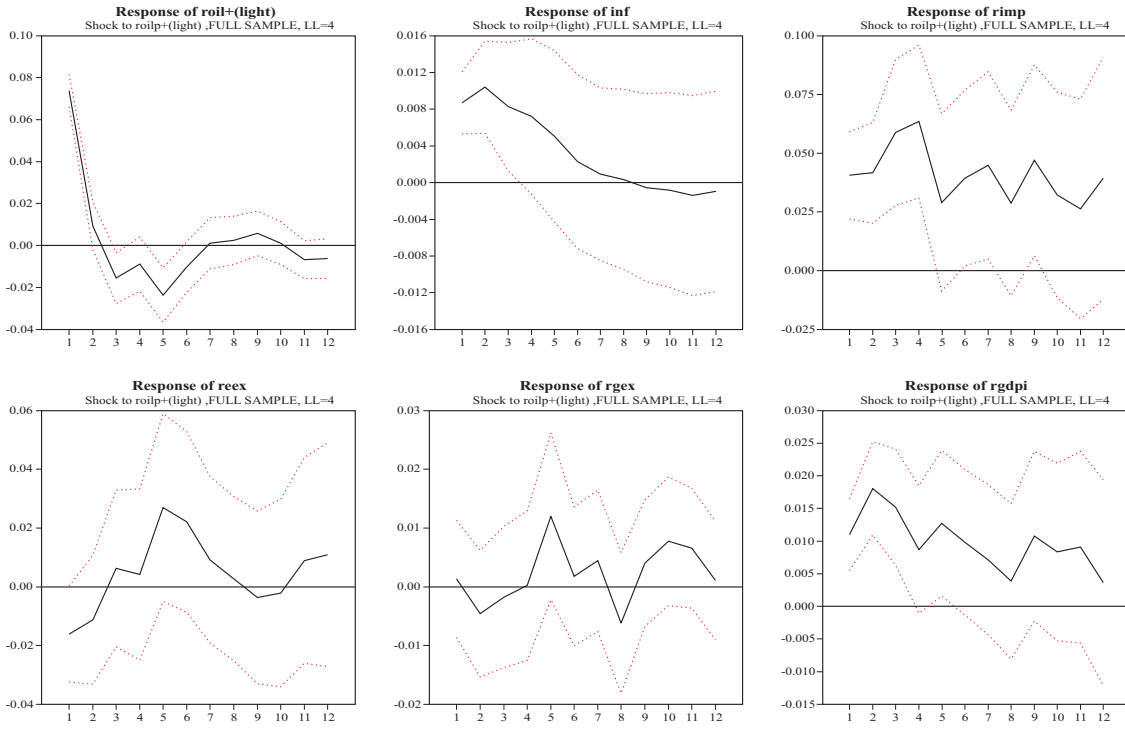 Response of roil+(light)
Shock to roilp+(light) ,FULL SAMPLE, LL=4
0.10
0.08
0.06
0.04
0.02
0.00
-0.02
-0.04
1 2 3 4 5 6 7 8 9 10 11 12
Response of inf
Shock to roilp+(light) ,FULL SAMPLE, LL=4
0.016
0.012
0.008
0.004
0.000
-0.004
-0.008
-0.012
-0.016
1 2 3 4 5 6 7 8 9 10 11 12
Response of rimp
Shock to roilp+(light) ,FULL SAMPLE, LL=4
0.100
0.075
0.050
0.025
0.000
-0.025
1 2 3 4 5 6 7 8 9 10 11 12
Response of reex
Shock to roilp+(light) ,FULL SAMPLE, LL=4
0.06
0.04
0.02
0.00
-0.02
-0.04
1 2 3 4 5 6 7 8 9 10 11 12
Response of rgex
Shock to roilp+(light) ,FULL SAMPLE, LL=4
0.03
0.02
0.01
0.00
-0.01
-0.02
1 2 3 4 5 6 7 8 9 10 11 12
Response of rgdpi
Shock to roilp+(light) ,FULL SAMPLE, LL=4
0.030
0.025
0.020
0.015
0.010
0.005
0.000
-0.005
-0.010
-0.015
1 2 3 4 5 6 7 8 9 10 11 12